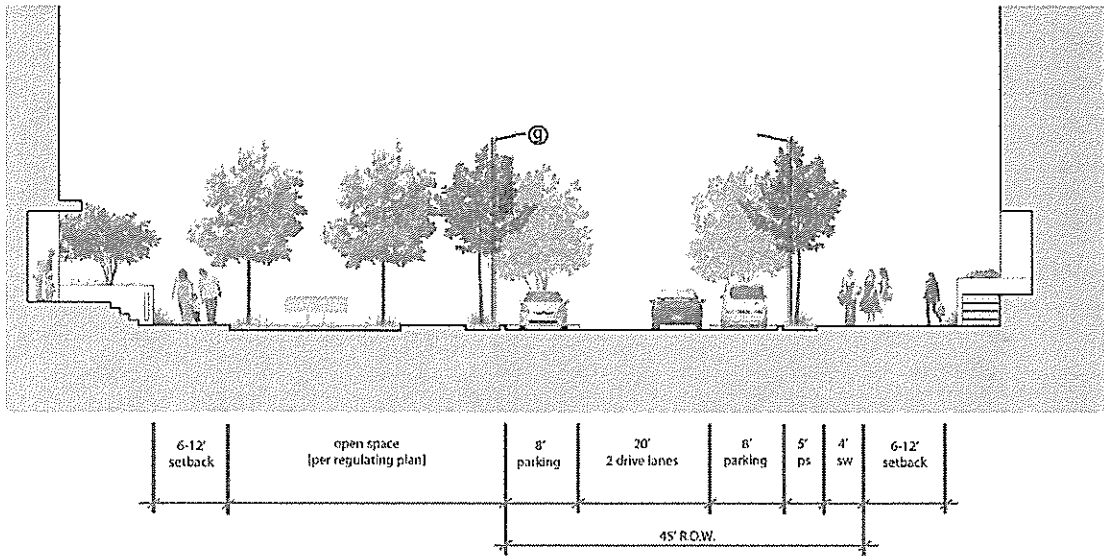 g
6-12'
setback
open space
[per regulating plan]
8'
parking
20'
2 drive lanes
8'
parking
5'
ps
4'
sw
6-12'
setback
45' R.O.W.